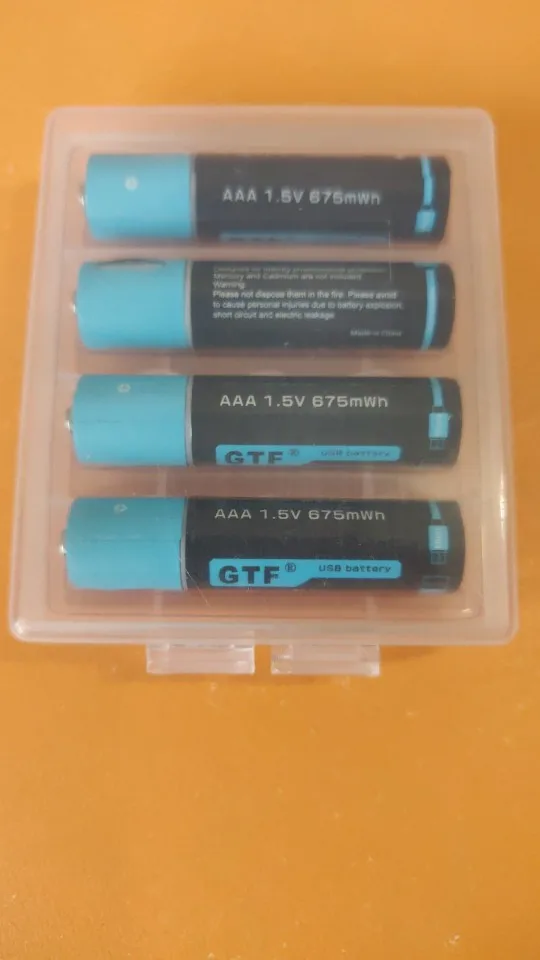 AAA 1.5V 675mWh
Mercury and Cadmium are not included
Warning:
Please not dispose them in the fire. Please avoid
to cause personal injuries due to battery explosion,
short circuit and electric leakage
Made in China
AAA 1.5V 675mWh
GTF® USB battery
AAA 1.5V 675mWh
GTF® USB battery